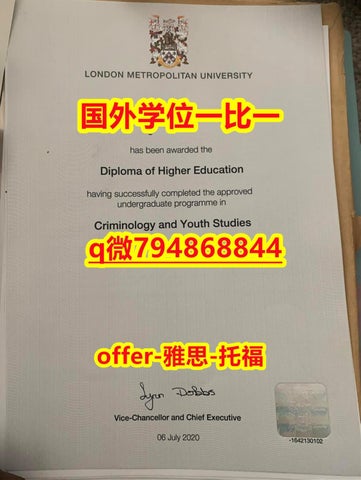 LONDON METROPOLITAN UNIVERSITY
国外学位一比一
has been awarded the
Diploma of Higher Education
having successfully completed the approved
undergraduate programme in
Criminology and Youth Studies
q微794868844
offer-雅思-托福
Lynn Dobbs
Vice-Chancellor and Chief Executive
06 July 2020
-1642130102